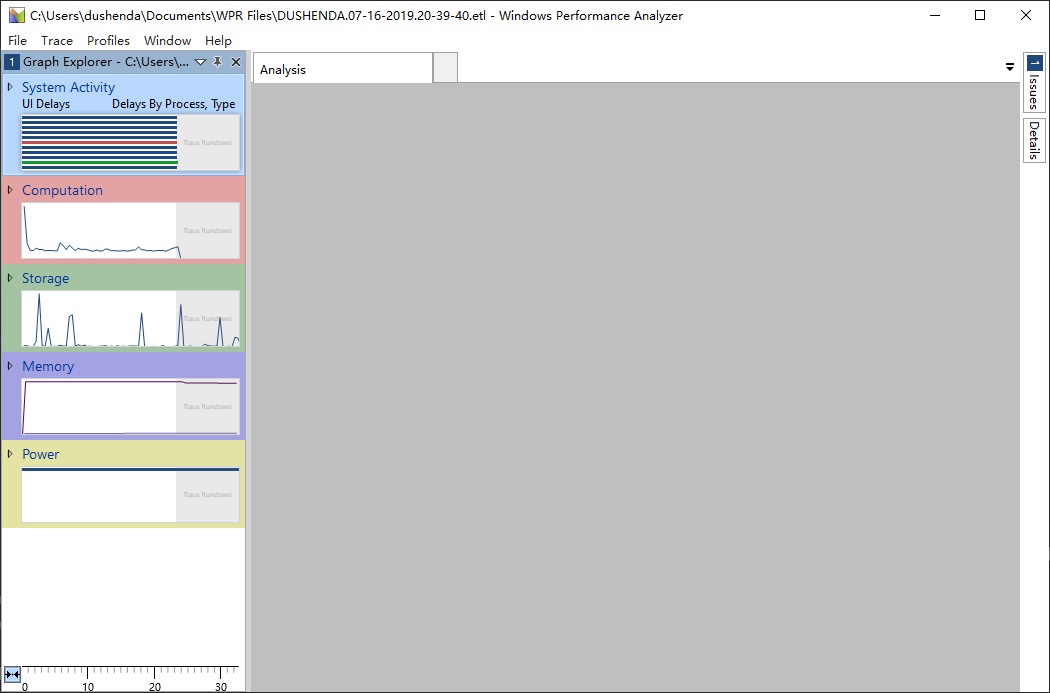 C:\Users\dushenda\Documents\WPR Files\DUSHENDA.07-16-2019.20-39-40.etl - Windows Performance Analyzer
File Trace Profiles Window Help
1 Graph Explorer - C:\Users\...
Analysis
1 Issues
Details
System Activity
UI Delays Delays By Process, Type
Trace Rundown
Computation
Trace Rundown
Storage
Trace Rundown
Memory
Trace Rundown
Power
Trace Rundown
0 10 20 30